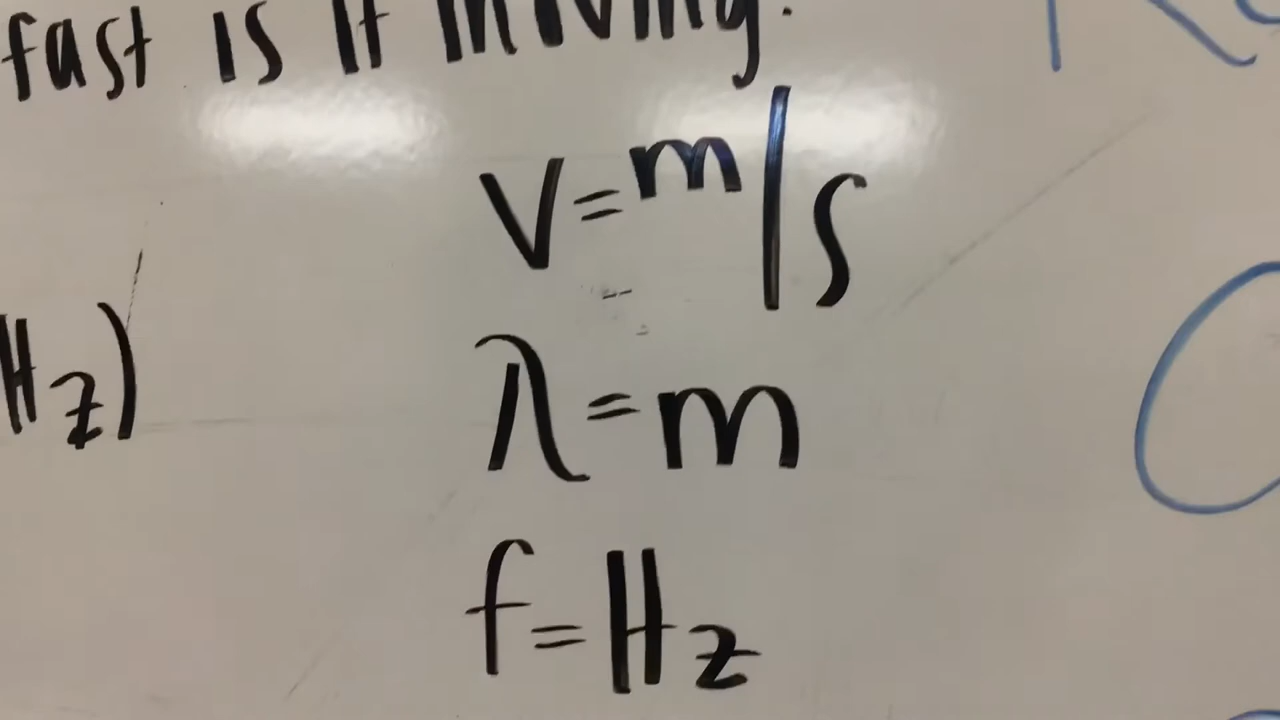 fast is it moving.
v = m/s
Hz)
λ = m
f = Hz